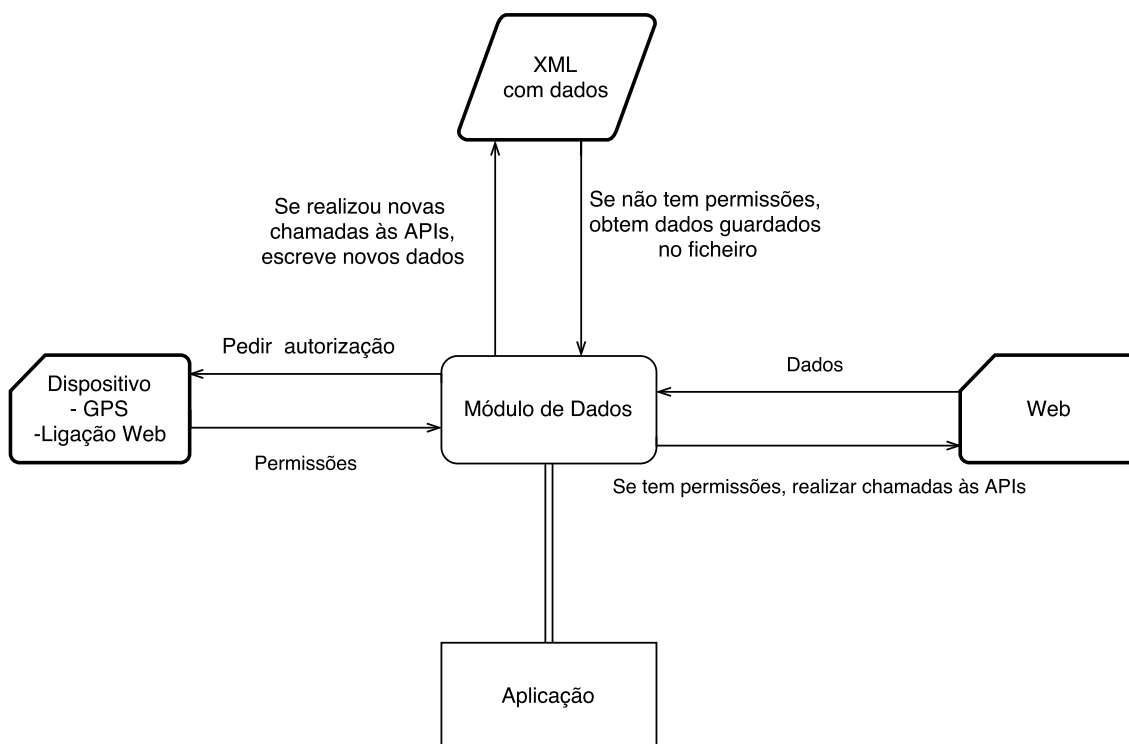 XML
com dados
Se realizou novas
chamadas às APIs,
escreve novos dados
Se não tem permissões,
obtem dados guardados
no ficheiro
Pedir autorização
Dispositivo
- GPS
-Ligação Web
Permissões
Módulo de Dados
Dados
Web
Se tem permissões, realizar chamadas às APIs
Aplicação